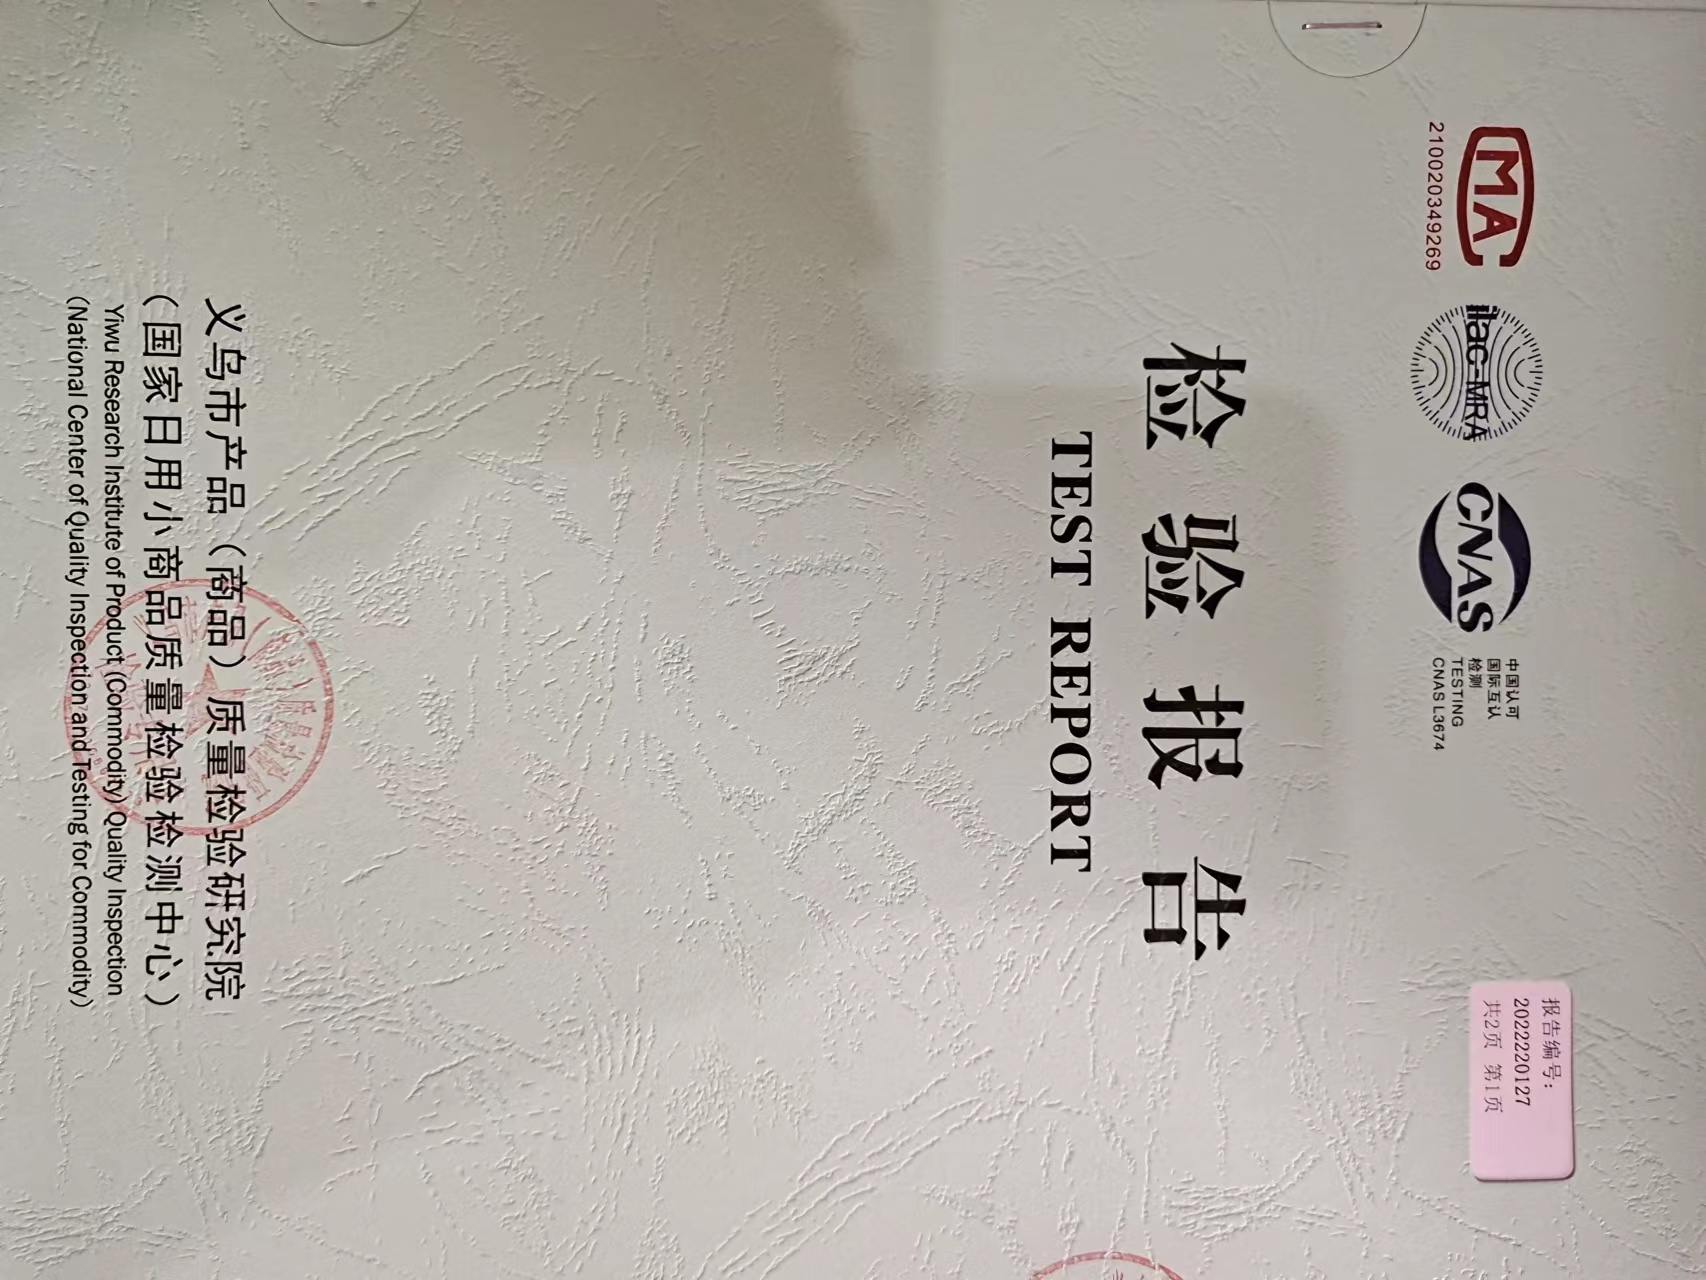 MA
210020349269
ilac-MRA
CNAS
中国认可
国际互认
检测
TESTING
CNAS L3674
报告编号:
2022220127
共2页 第1页
检验报告
TEST REPORT
义乌市产品（商品）质量检验研究院
（国家日用小商品质量检验检测中心）
Yiwu Research Institute of Product (Commodity) Quality Inspection
(National Center of Quality Inspection and Testing for Commodity)